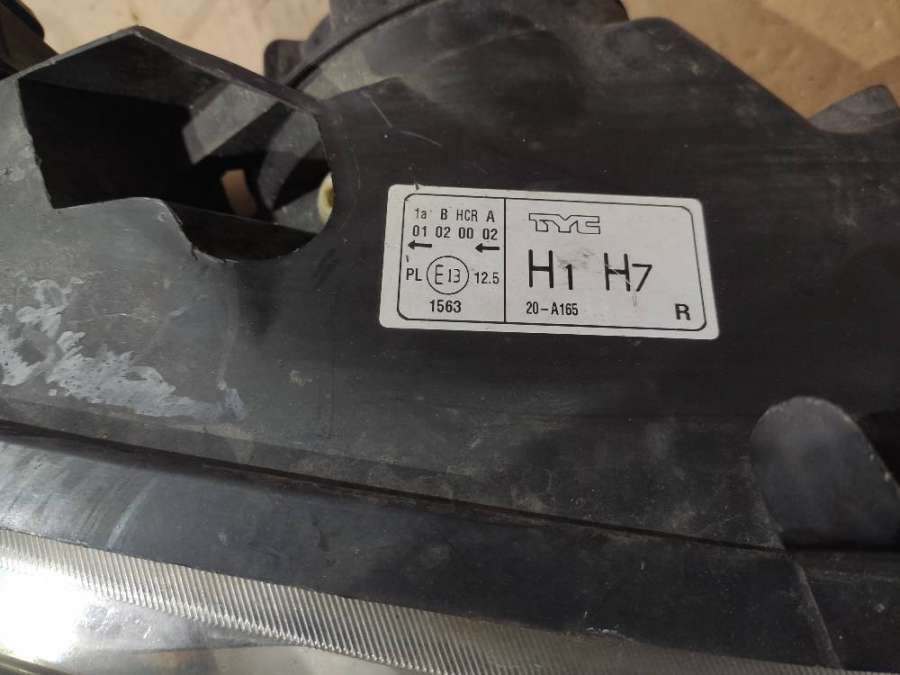 1a B HCR A
01 02 00 02
PL E13 12.5
1563
TYC
H1 H7
20-A165 R